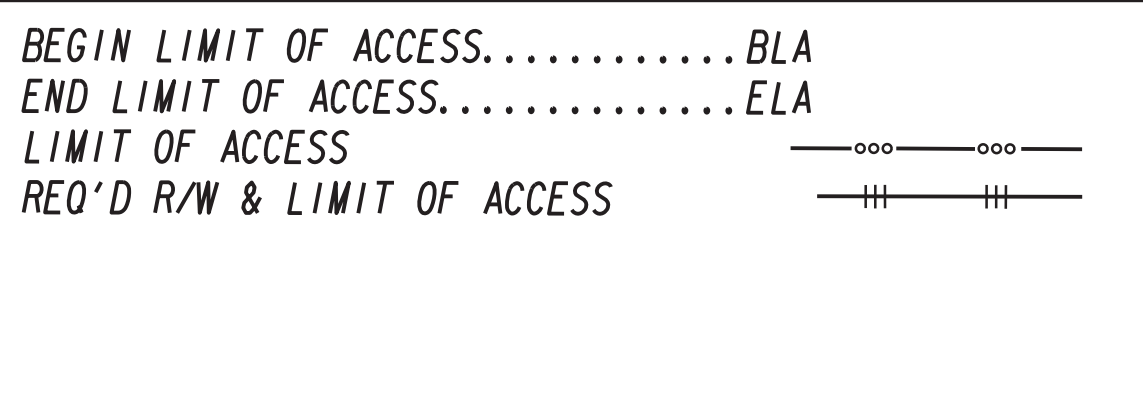 BEGIN LIMIT OF ACCESS............BLA
END LIMIT OF ACCESS..............ELA
LIMIT OF ACCESS
REQ'D R/W & LIMIT OF ACCESS